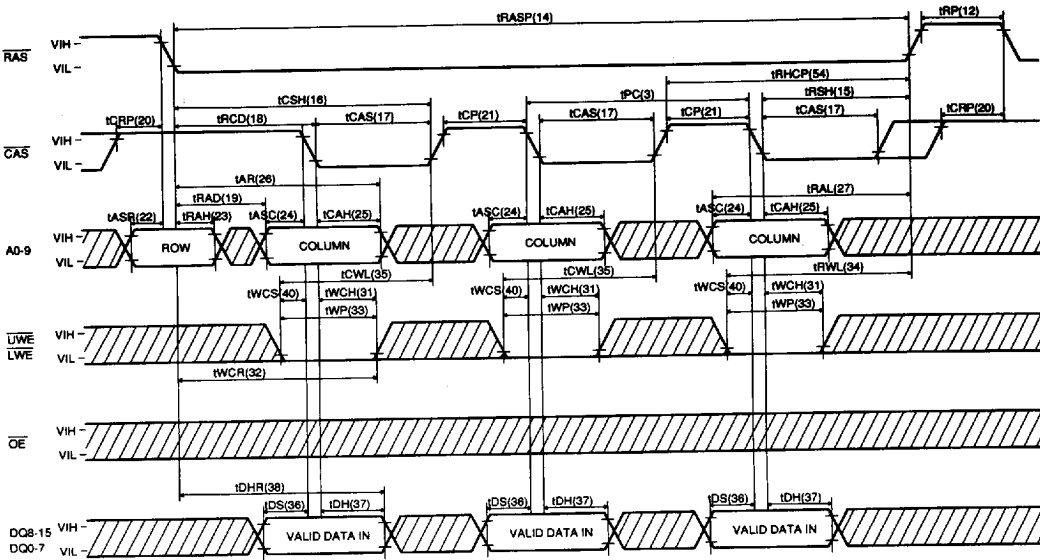 tRASP(14) tRP(12)
RAS VIH
VIL
tRHCP(54)
tCSH(16) tPC(3) tRSH(15)
tCRP(20) tRCD(18) tCAS(17) tCP(21) tCAS(17) tCP(21) tCAS(17) tCRP(20)
CAS VIH
VIL
tAR(26)
tRAD(19) tRAL(27)
tASR(22) tRAH(23) tASC(24) tCAH(25) tASC(24) tCAH(25) tASC(24) tCAH(25)
A0-9 VIH
VIL
ROW COLUMN COLUMN COLUMN
tCWL(35) tCWL(35) tRWL(34)
tWCS(40) tWCH(31) tWCS(40) tWCH(31) tWCS(40) tWCH(31)
tWP(33) tWP(33) tWP(33)
UWE VIH
LWE VIL
tWCR(32)
OE VIH
VIL
tDHR(38)
tDS(36) tDH(37) tDS(36) tDH(37) tDS(36) tDH(37)
DQ8-15 VIH
DQ0-7 VIL
VALID DATA IN VALID DATA IN VALID DATA IN